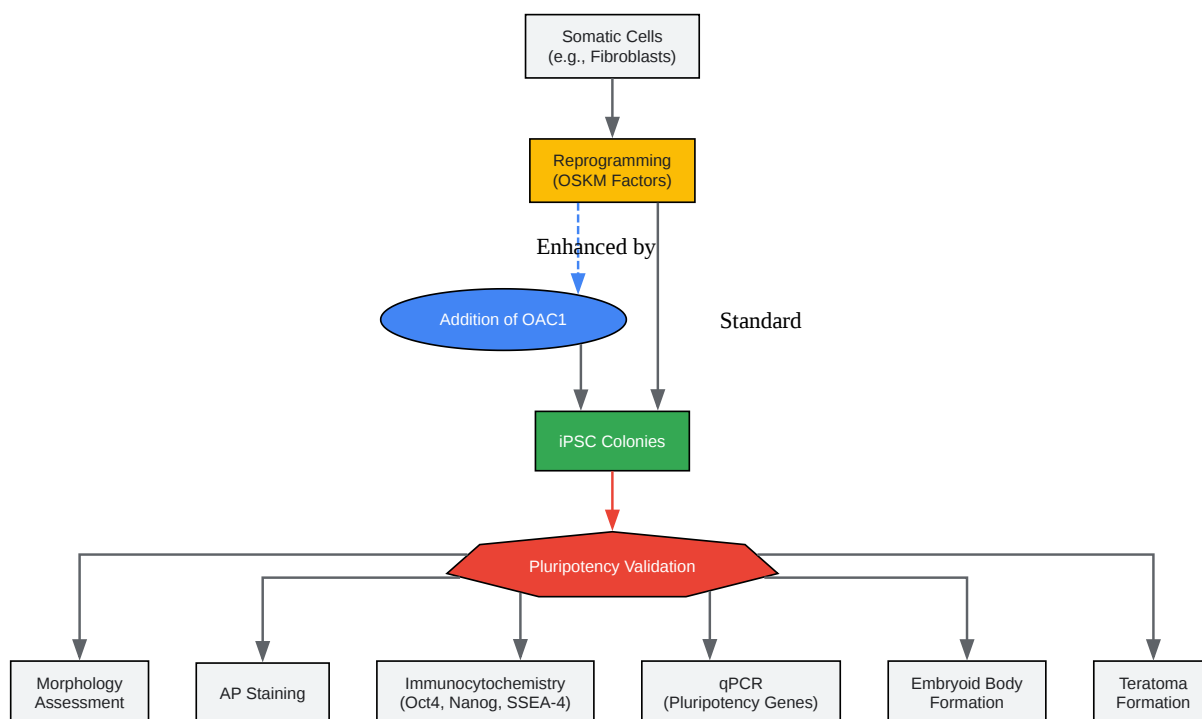 Somatic Cells
(e.g., Fibroblasts)
Reprogramming
(OSKM Factors)
Enhanced by
Addition of OAC1
Standard
iPSC Colonies
Pluripotency Validation
Morphology
Assessment
AP Staining
Immunocytochemistry
(Oct4, Nanog, SSEA-4)
qPCR
(Pluripotency Genes)
Embryoid Body
Formation
Teratoma
Formation